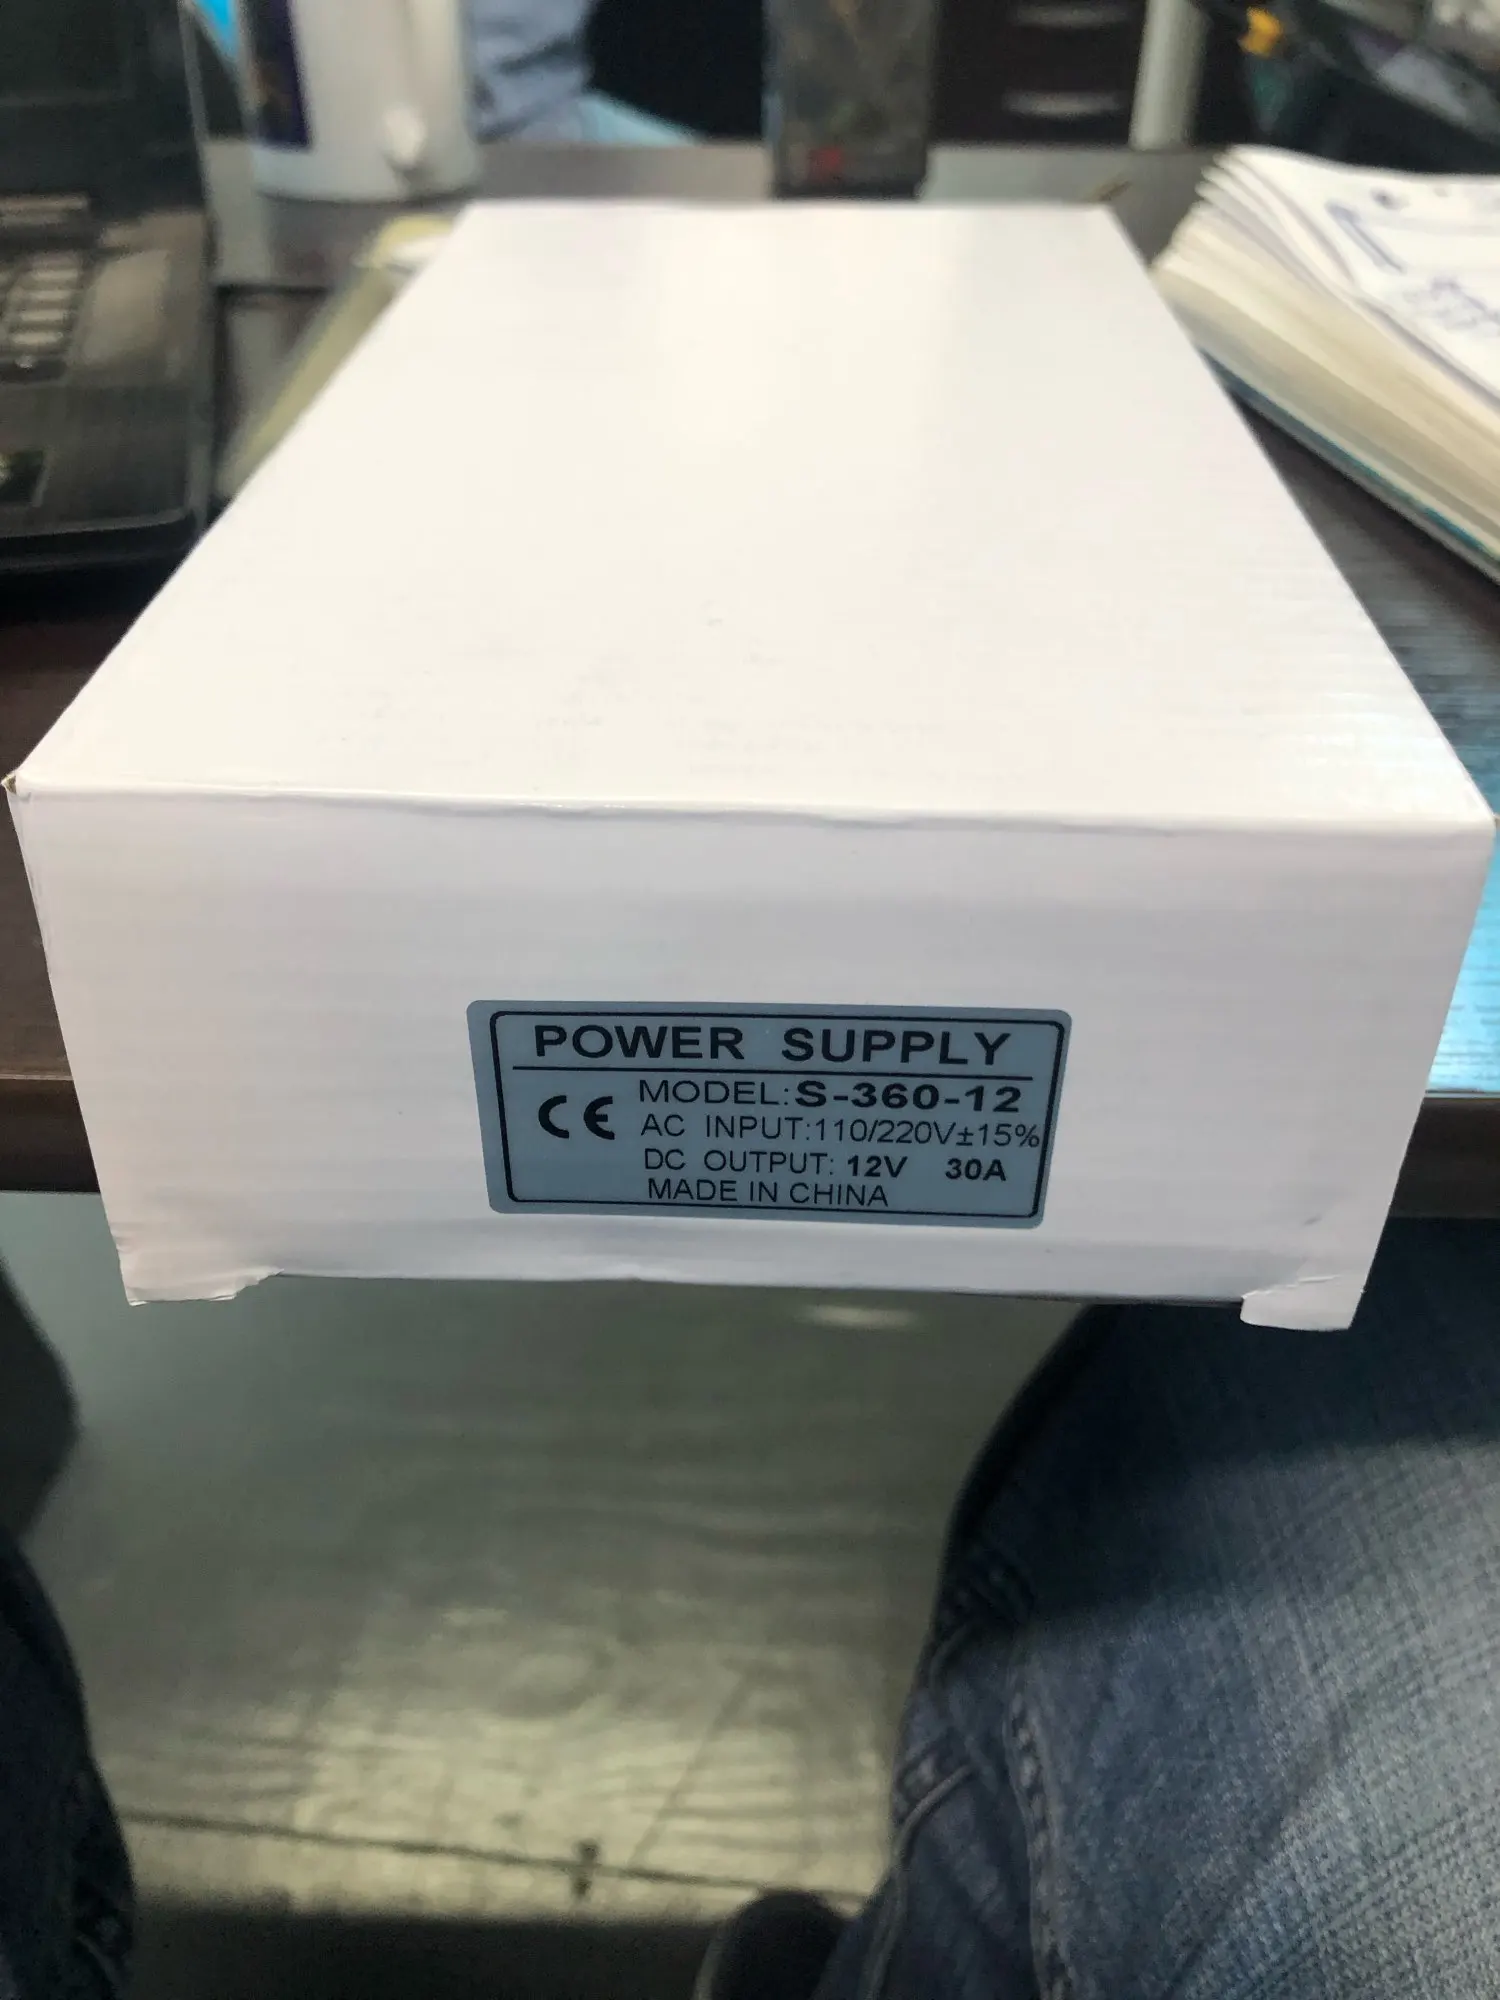 POWER SUPPLY
CE
MODEL:S-360-12
AC INPUT:110/220V±15%
DC OUTPUT: 12V 30A
MADE IN CHINA